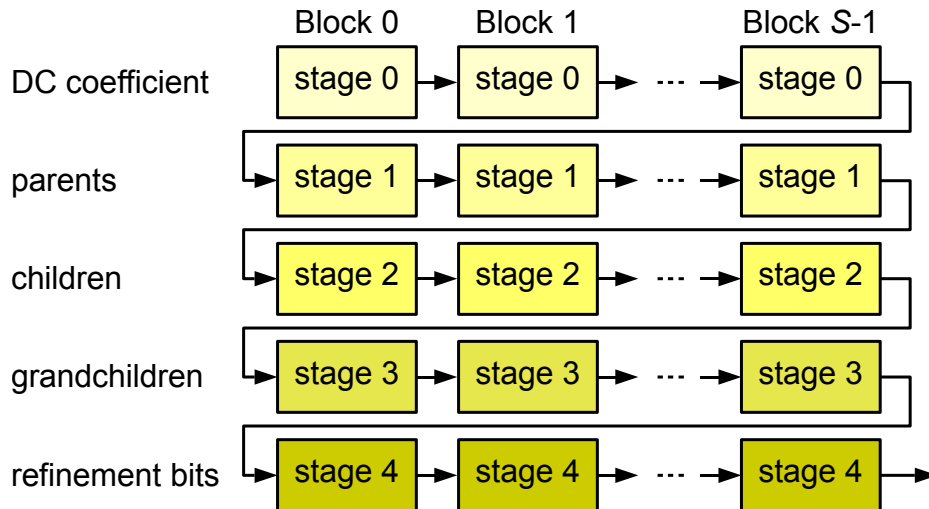 Block 0 Block 1 Block S-1
DC coefficient stage 0 stage 0 --- stage 0
parents stage 1 stage 1 --- stage 1
children stage 2 stage 2 --- stage 2
grandchildren stage 3 stage 3 --- stage 3
refinement bits stage 4 stage 4 --- stage 4